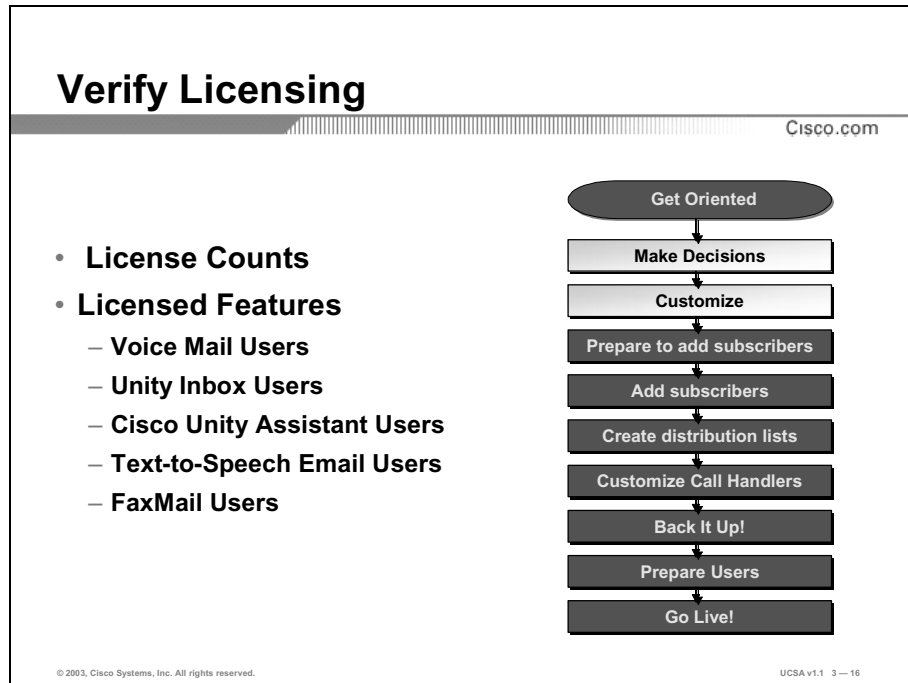 Verify Licensing
Cisco.com
• License Counts
• Licensed Features
– Voice Mail Users
– Unity Inbox Users
– Cisco Unity Assistant Users
– Text-to-Speech Email Users
– FaxMail Users
Get Oriented
Make Decisions
Customize
Prepare to add subscribers
Add subscribers
Create distribution lists
Customize Call Handlers
Back It Up!
Prepare Users
Go Live!
© 2003, Cisco Systems, Inc. All rights reserved.
UCSA v1.1 3 — 16